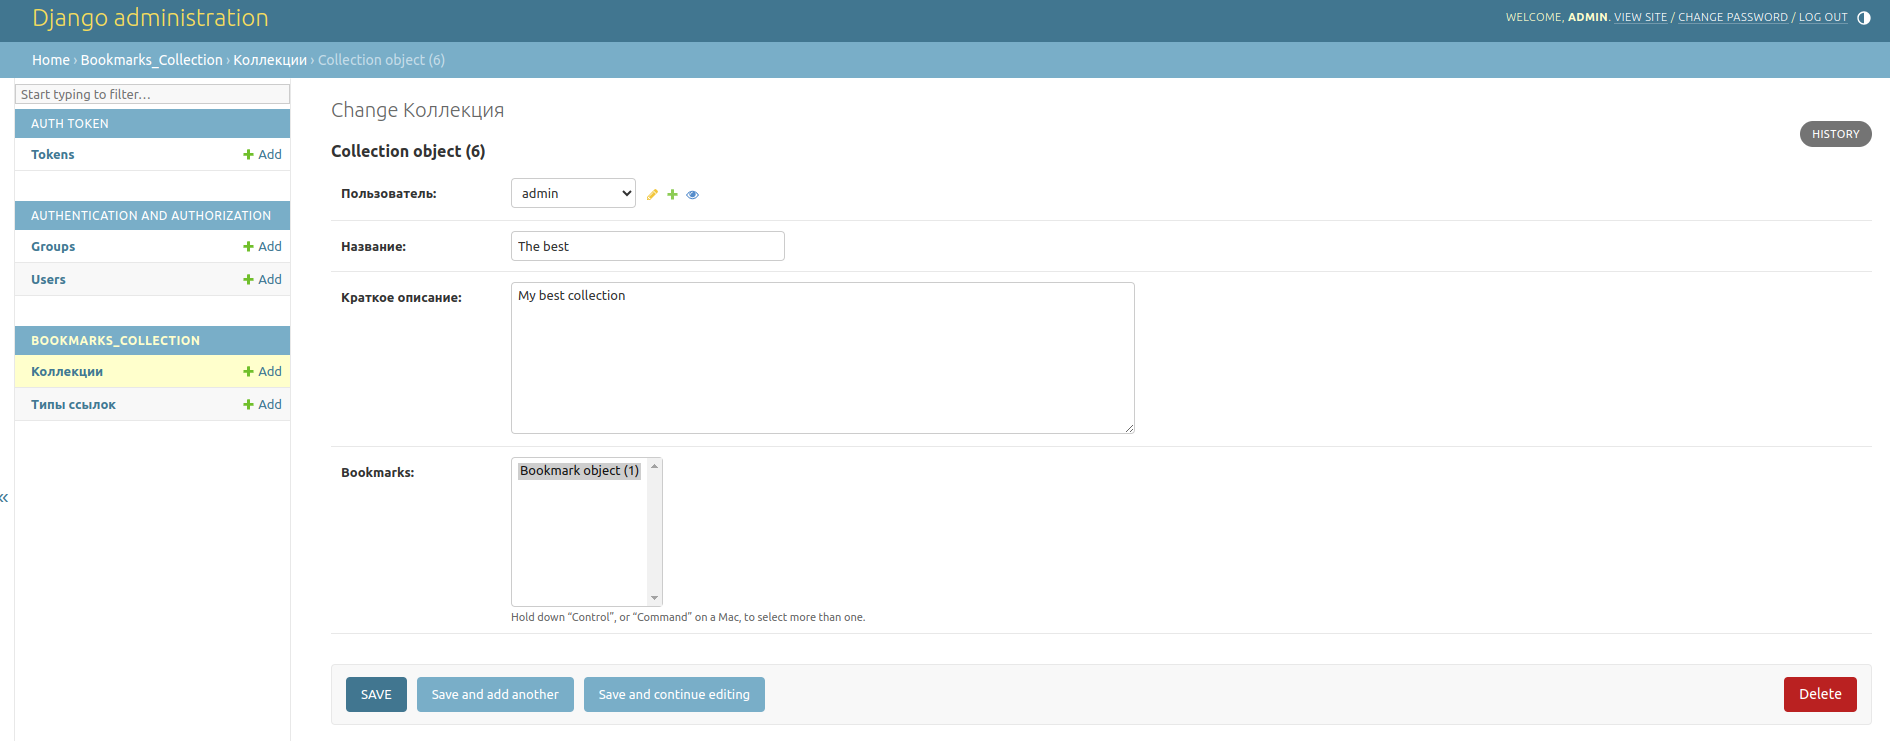 Django administration
WELCOME, ADMIN. VIEW SITE / CHANGE PASSWORD / LOG OUT
Home › Bookmarks_Collection › Коллекции › Collection object (6)
Start typing to filter…
AUTH TOKEN
Tokens + Add
AUTHENTICATION AND AUTHORIZATION
Groups + Add
Users + Add
BOOKMARKS_COLLECTION
Коллекции + Add
Типы ссылок + Add
«
Change Коллекция
HISTORY
Collection object (6)
Пользователь: admin
Название: The best
Краткое описание: My best collection
Bookmarks: Bookmark object (1)
Hold down “Control”, or “Command” on a Mac, to select more than one.
SAVE Save and add another Save and continue editing Delete